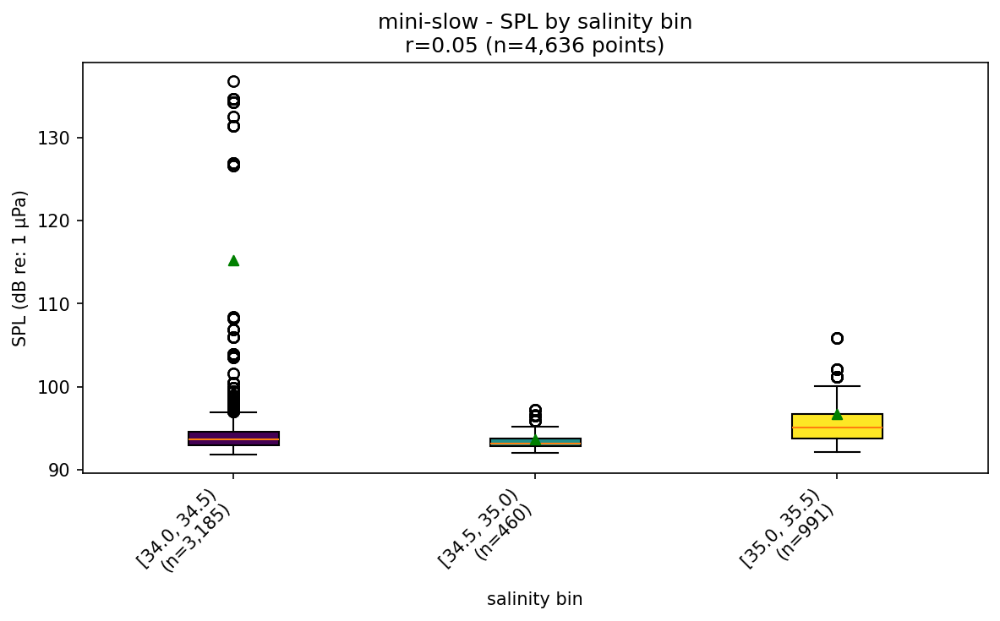 mini-slow - SPL by salinity bin
r=0.05 (n=4,636 points)
SPL (dB re: 1 µPa)
130
120
110
100
90
[34.0, 34.5)
(n=3,185)
[34.5, 35.0)
(n=460)
[35.0, 35.5)
(n=991)
salinity bin